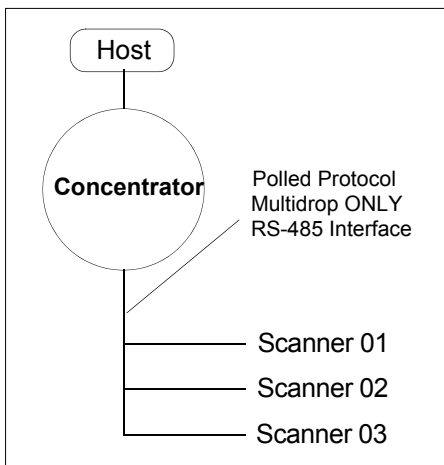 Host
Concentrator
Polled Protocol
Multidrop ONLY
RS-485 Interface
Scanner 01
Scanner 02
Scanner 03